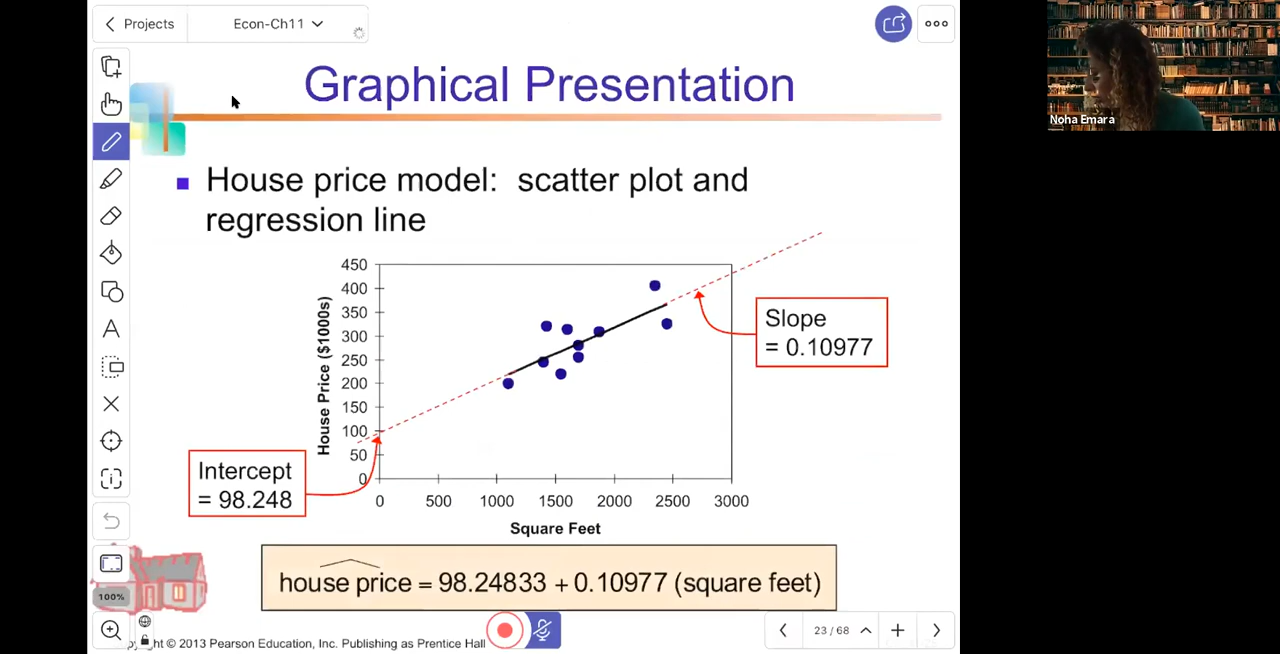 Projects
Econ-Ch11
Graphical Presentation
Noha Emara
House price model: scatter plot and
regression line
450
400
350
300
250
200
150
100
50
0
House Price ($1000s)
0 500 1000 1500 2000 2500 3000
Square Feet
Slope
= 0.10977
Intercept
= 98.248
house price = 98.24833 + 0.10977 (square feet)
100%
ht © 2013 Pearson Education, Inc. Publishing as Prentice Hall
23 / 68